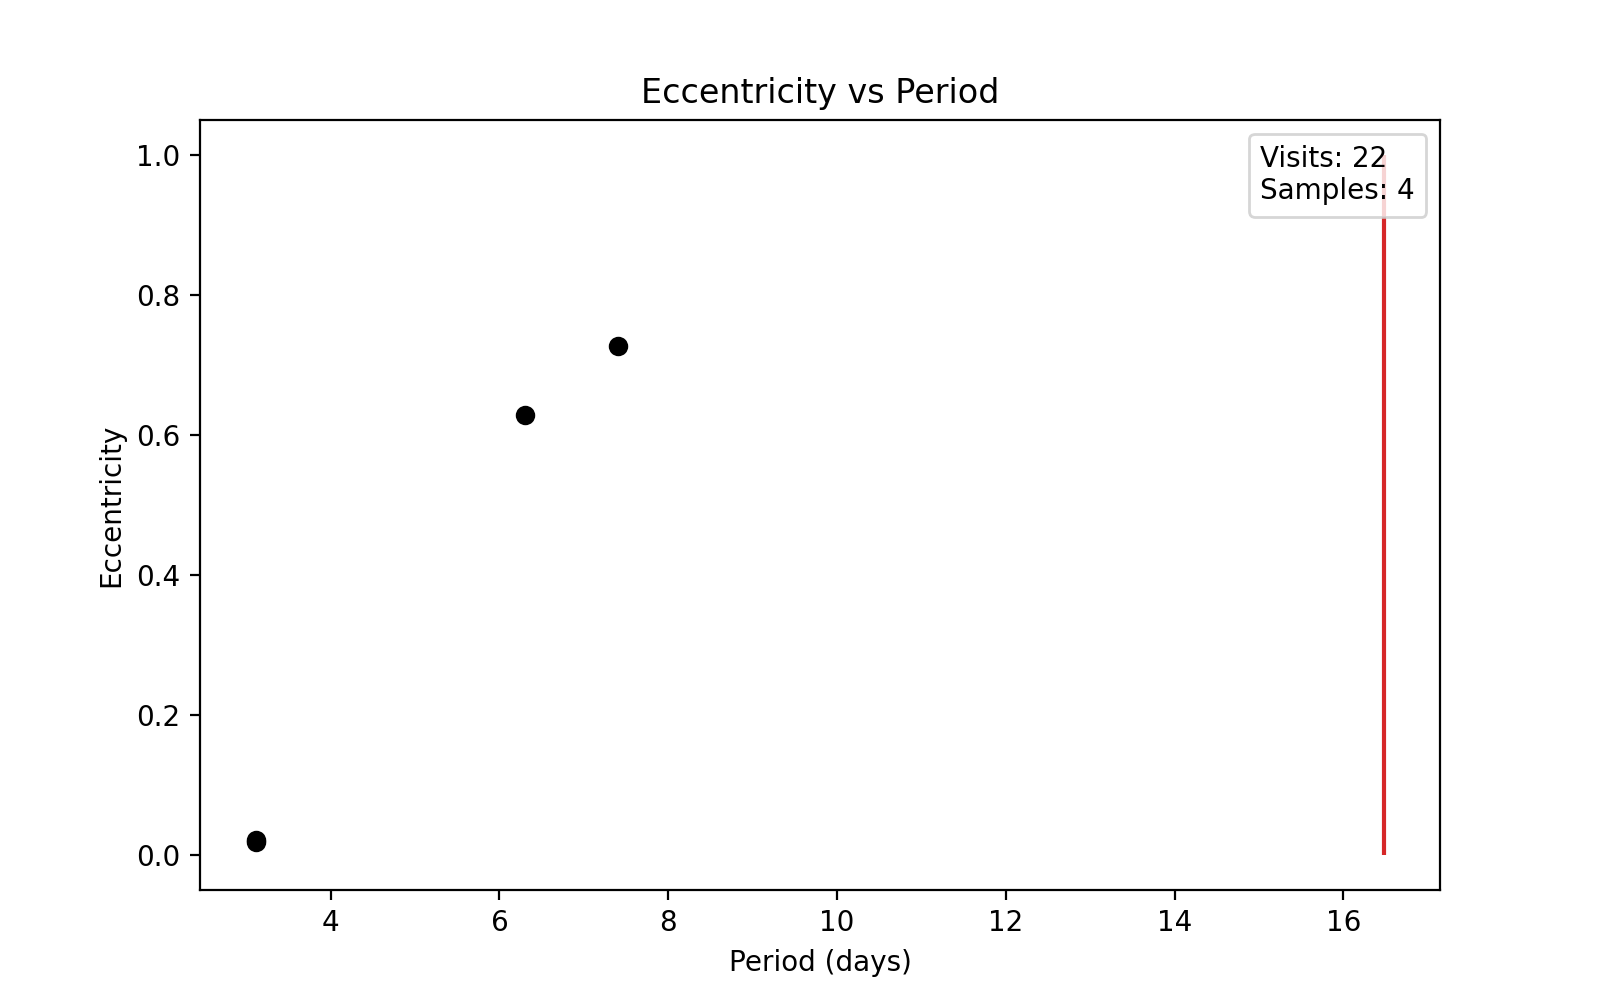 Eccentricity vs Period
Visits: 22
Samples: 4
1.0
0.8
0.6
0.4
0.2
0.0
Eccentricity
4 6 8 10 12 14 16
Period (days)